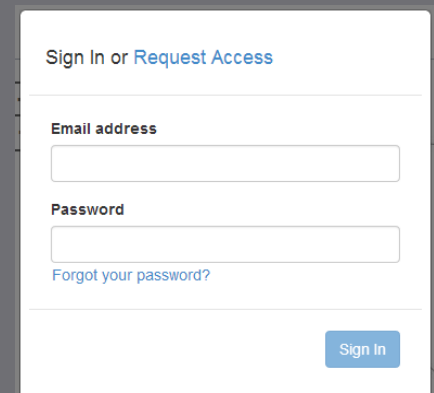 Sign In or Request Access
Email address
Password
Forgot your password?
Sign In